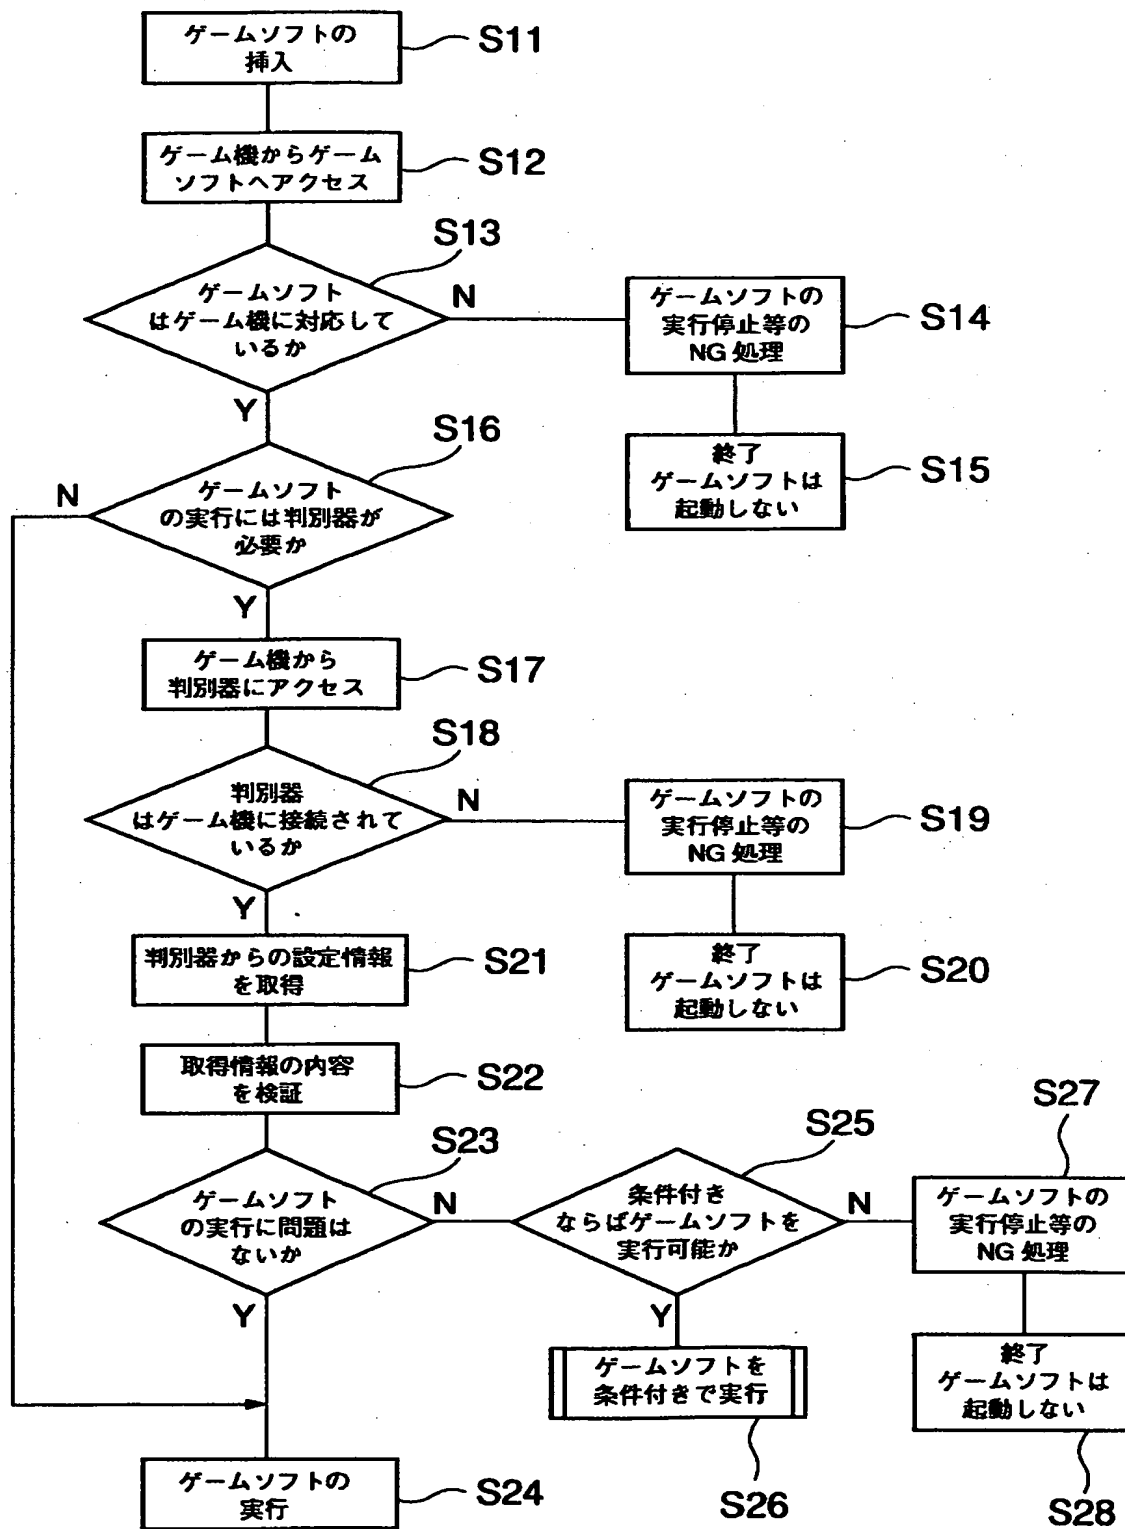 ゲームソフトの
挿入
S11
ゲーム機からゲーム
ソフトへアクセス
S12
S13
ゲームソフト
はゲーム機に対応して
いるか
N
Y
ゲームソフトの
実行停止等の
NG 処理
S14
終了
ゲームソフトは
起動しない
S15
S16
ゲームソフト
の実行には判別器が
必要か
N
Y
ゲーム機から
判別器にアクセス
S17
S18
判別器
はゲーム機に接続されて
いるか
N
Y
ゲームソフトの
実行停止等の
NG 処理
S19
終了
ゲームソフトは
起動しない
S20
判別器からの設定情報
を取得
S21
取得情報の内容
を検証
S22
S23
ゲームソフト
の実行に問題は
ないか
N
Y
S25
条件付き
ならばゲームソフトを
実行可能か
N
Y
S27
ゲームソフトの
実行停止等の
NG 処理
ゲームソフトを
条件付きで実行
S26
終了
ゲームソフトは
起動しない
S28
ゲームソフトの
実行
S24